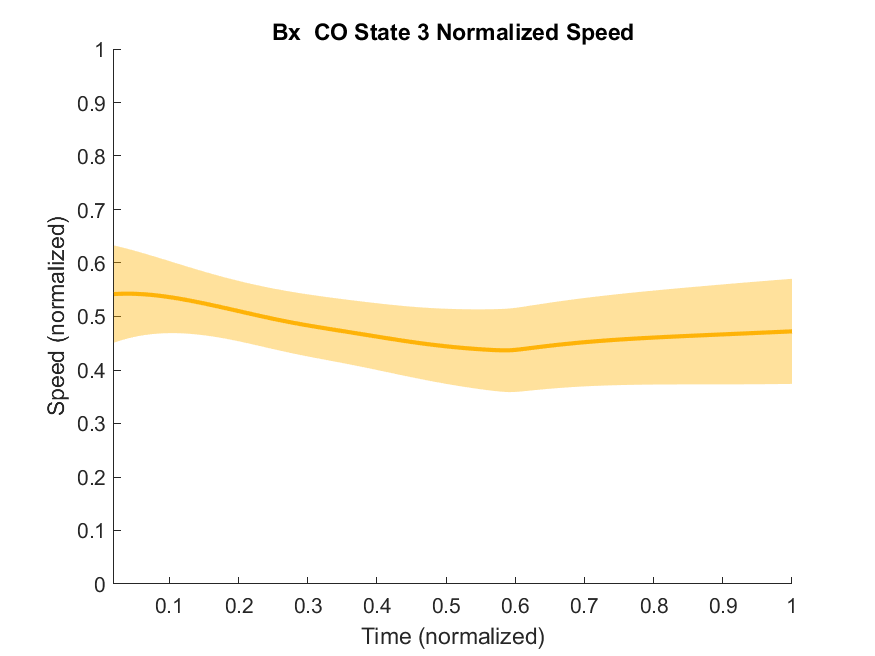 Bx  CO State 3 Normalized Speed
1
0.9
0.8
0.7
0.6
0.5
0.4
0.3
0.2
0.1
0
Speed (normalized)
0.1 0.2 0.3 0.4 0.5 0.6 0.7 0.8 0.9 1
Time (normalized)